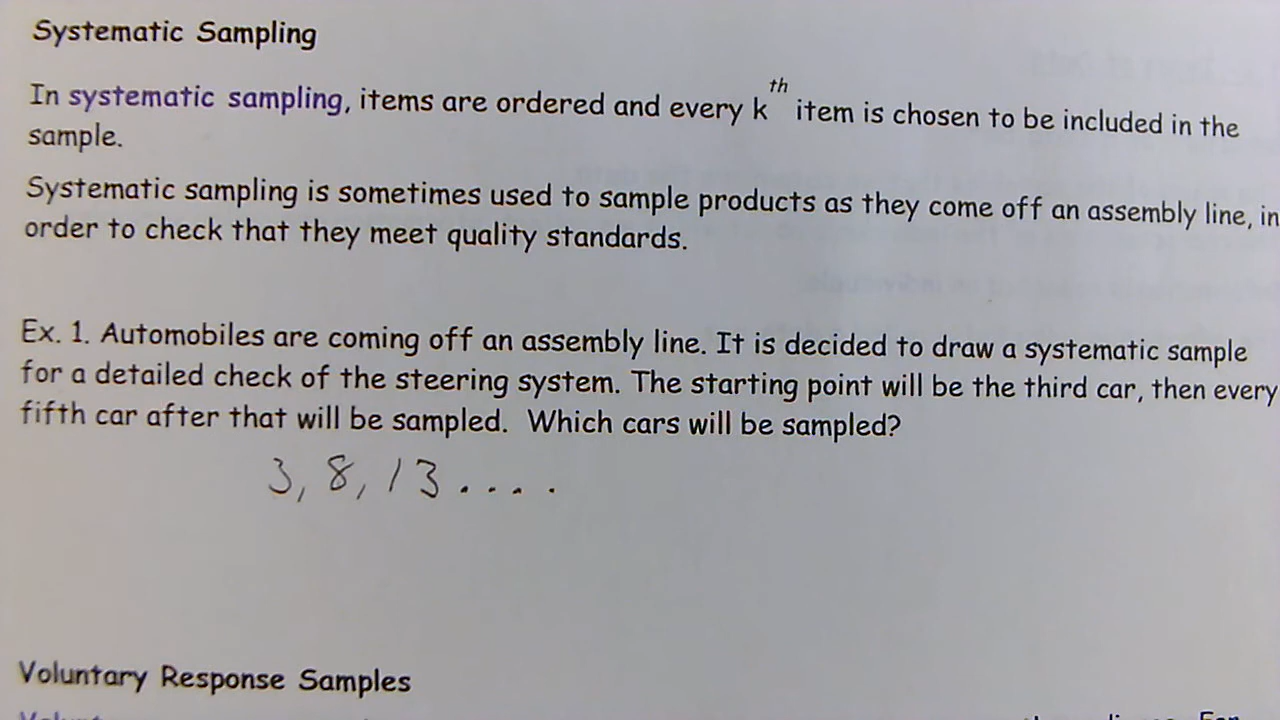 Systematic Sampling
In systematic sampling, items are ordered and every kth item is chosen to be included in the
sample.
Systematic sampling is sometimes used to sample products as they come off an assembly line, in
order to check that they meet quality standards.
Ex. 1. Automobiles are coming off an assembly line. It is decided to draw a systematic sample
for a detailed check of the steering system. The starting point will be the third car, then every
fifth car after that will be sampled. Which cars will be sampled?
3, 8, 13 ....
Voluntary Response Samples